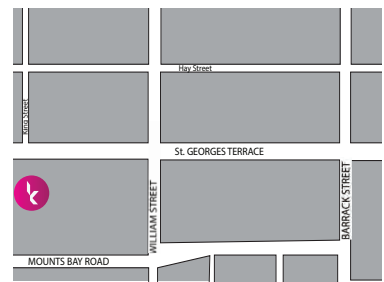 Hay Street
King Street
St. GEORGES TERRACE
WILLIAM STREET
BARRACK STREET
MOUNTS BAY ROAD